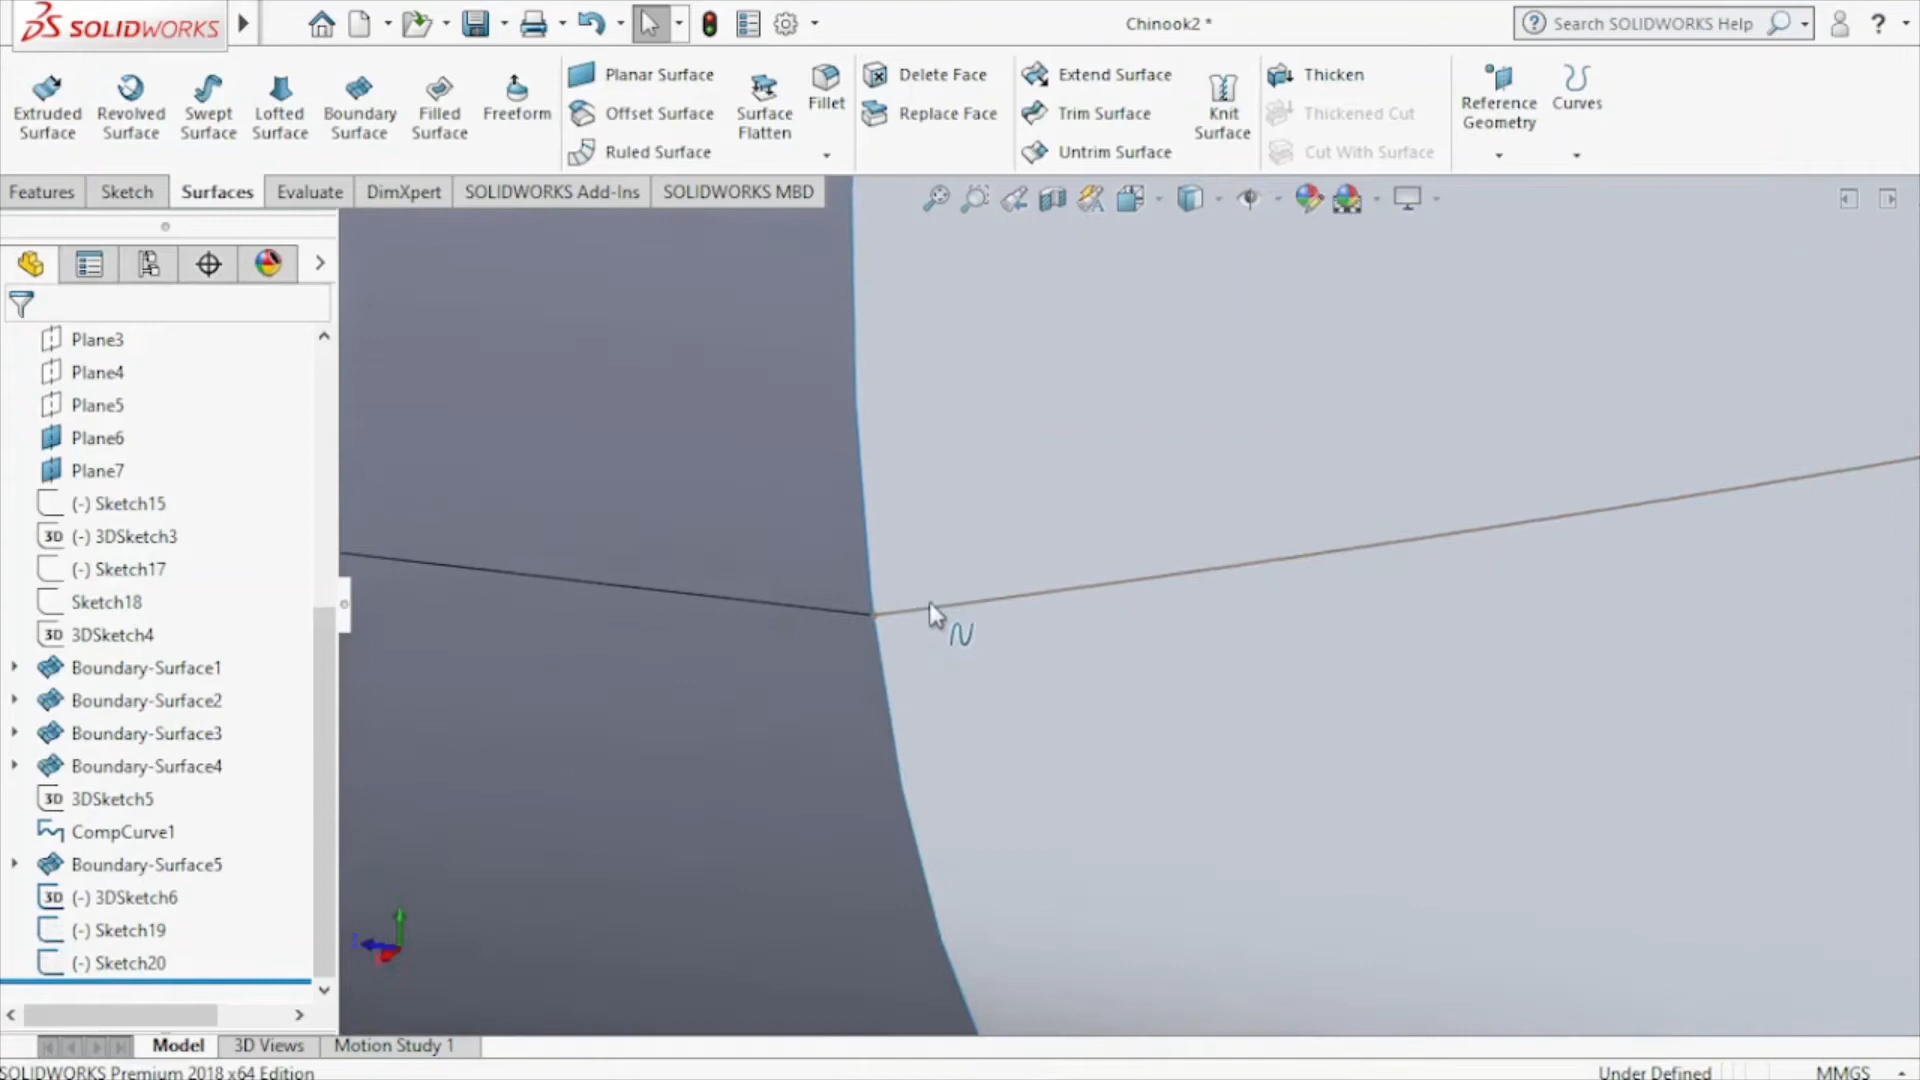 SOLIDWORKS
Chinook2 *
Search SOLIDWORKS Help
?
Extruded Surface
Revolved Surface
Swept Surface
Lofted Surface
Boundary Surface
Filled Surface
Freeform
Planar Surface
Offset Surface
Ruled Surface
Surface Flatten
Fillet
Delete Face
Replace Face
Extend Surface
Trim Surface
Untrim Surface
Knit Surface
Thicken
Thickened Cut
Cut With Surface
Reference Geometry
Curves
Features
Sketch
Surfaces
Evaluate
DimXpert
SOLIDWORKS Add-Ins
SOLIDWORKS MBD
Plane3
Plane4
Plane5
Plane6
Plane7
(-) Sketch15
3D (-) 3DSketch3
(-) Sketch17
Sketch18
3D 3DSketch4
Boundary-Surface1
Boundary-Surface2
Boundary-Surface3
Boundary-Surface4
3D 3DSketch5
CompCurve1
Boundary-Surface5
3D (-) 3DSketch6
(-) Sketch19
(-) Sketch20
Model
3D Views
Motion Study 1
SOLIDWORKS Premium 2018 x64 Edition
Under Defined
MMGS